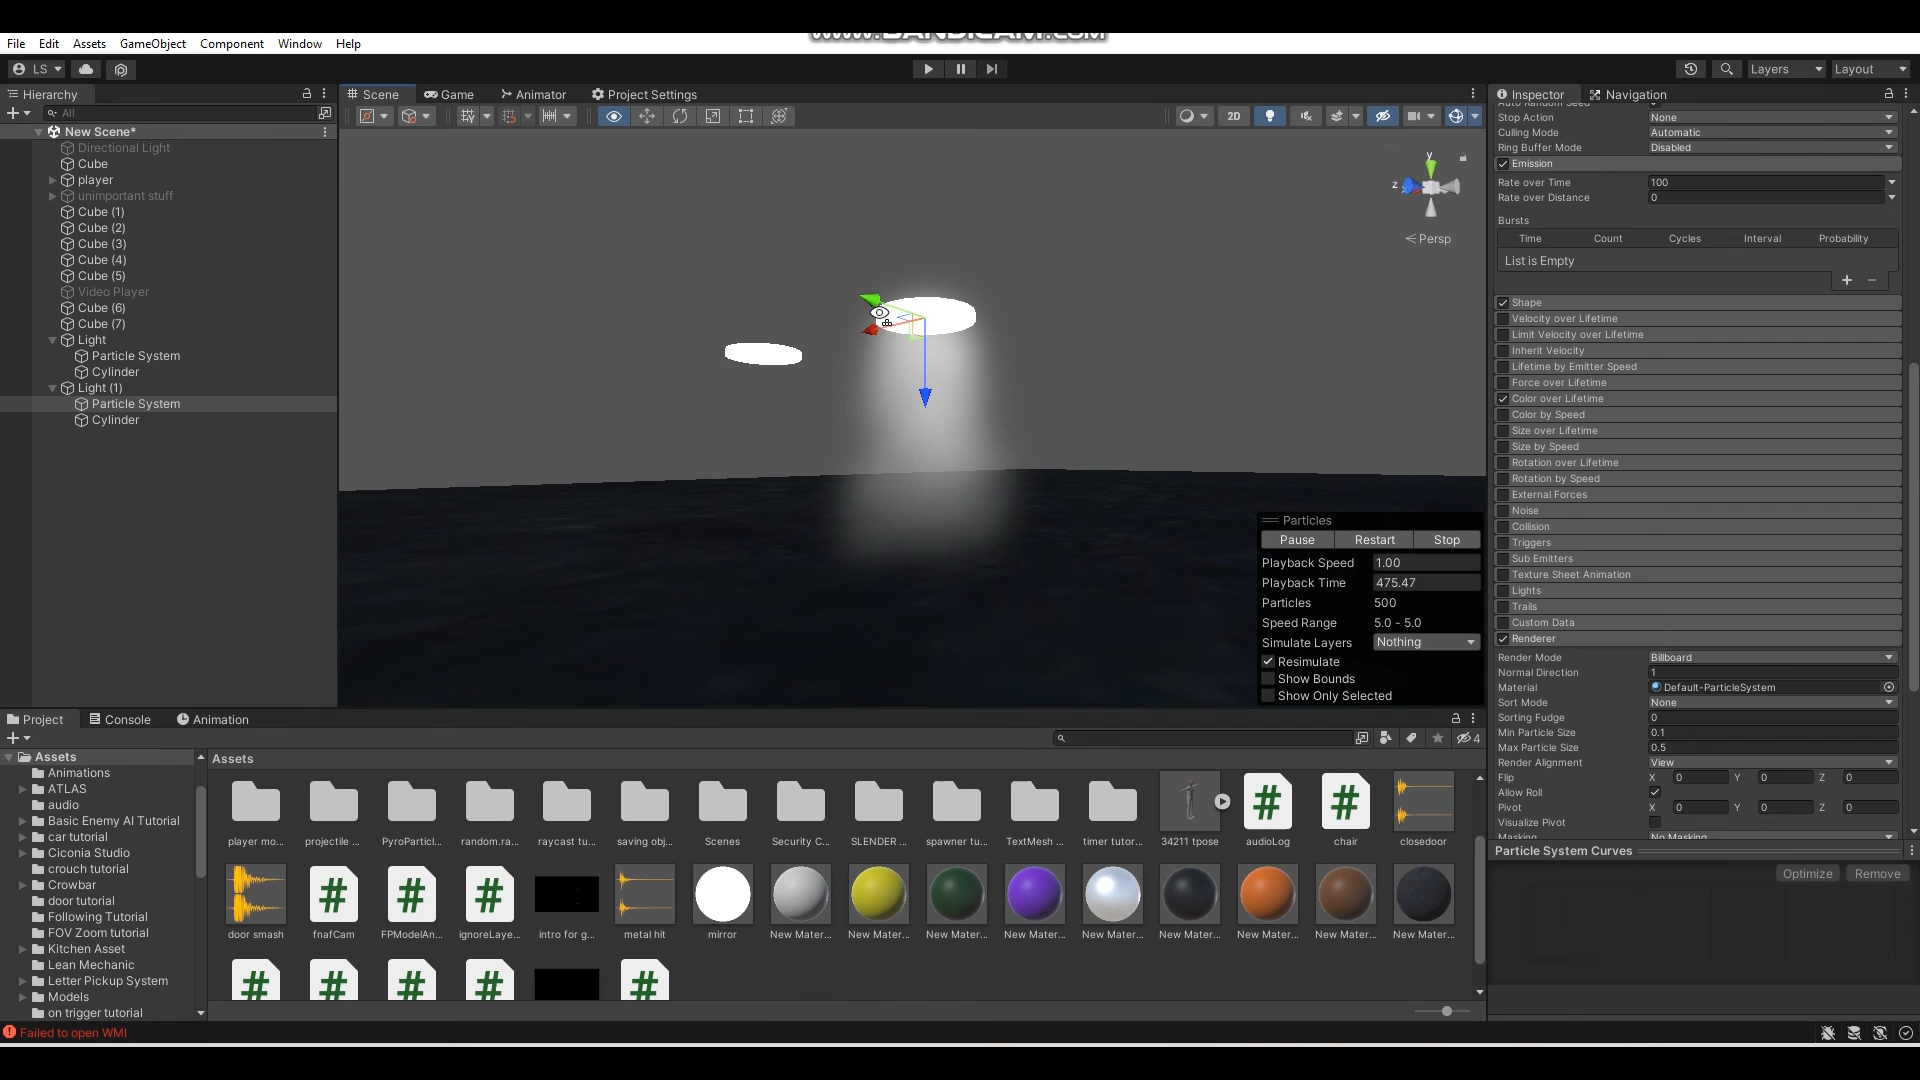 www.BANDICAM.com
File Edit Assets GameObject Component Window Help
LS
Layers Layout
Hierarchy
All
New Scene*
Directional Light
Cube
player
unimportant stuff
Cube (1)
Cube (2)
Cube (3)
Cube (4)
Cube (5)
Video Player
Cube (6)
Cube (7)
Light
Particle System
Cylinder
Light (1)
Particle System
Cylinder
Scene Game Animator Project Settings
2D
y
z
Persp
Particles
Pause Restart Stop
Playback Speed 1.00
Playback Time 475.47
Particles 500
Speed Range 5.0 - 5.0
Simulate Layers Nothing
Resimulate
Show Bounds
Show Only Selected
Inspector Navigation
Auto Random Seed
Stop Action None
Culling Mode Automatic
Ring Buffer Mode Disabled
Emission
Rate over Time 100
Rate over Distance 0
Bursts
Time Count Cycles Interval Probability
List is Empty
Shape
Velocity over Lifetime
Limit Velocity over Lifetime
Inherit Velocity
Lifetime by Emitter Speed
Force over Lifetime
Color over Lifetime
Color by Speed
Size over Lifetime
Size by Speed
Rotation over Lifetime
Rotation by Speed
External Forces
Noise
Collision
Triggers
Sub Emitters
Texture Sheet Animation
Lights
Trails
Custom Data
Renderer
Render Mode Billboard
Normal Direction 1
Material Default-ParticleSystem
Sort Mode None
Sorting Fudge 0
Min Particle Size 0.1
Max Particle Size 0.5
Render Alignment View
Flip X 0 Y 0 Z 0
Allow Roll
Pivot X 0 Y 0 Z 0
Visualize Pivot
Masking No Masking
Particle System Curves
Optimize Remove
Project Console Animation
4
Assets
Animations
ATLAS
audio
Basic Enemy AI Tutorial
car tutorial
Ciconia Studio
crouch tutorial
Crowbar
door tutorial
Following Tutorial
FOV Zoom tutorial
Kitchen Asset
Lean Mechanic
Letter Pickup System
Models
on trigger tutorial
Assets
player mo... projectile ... PyroParticl... random.ra... raycast tu... saving obj... Scenes Security C... SLENDER ... spawner tu... TextMesh ... timer tutor... 34211 tpose audioLog chair closedoor
door smash fnafCam FPModelAn... ignoreLaye... intro for g... metal hit mirror New Mater... New Mater... New Mater... New Mater... New Mater... New Mater... New Mater... New Mater... New Mater...
Failed to open WMI